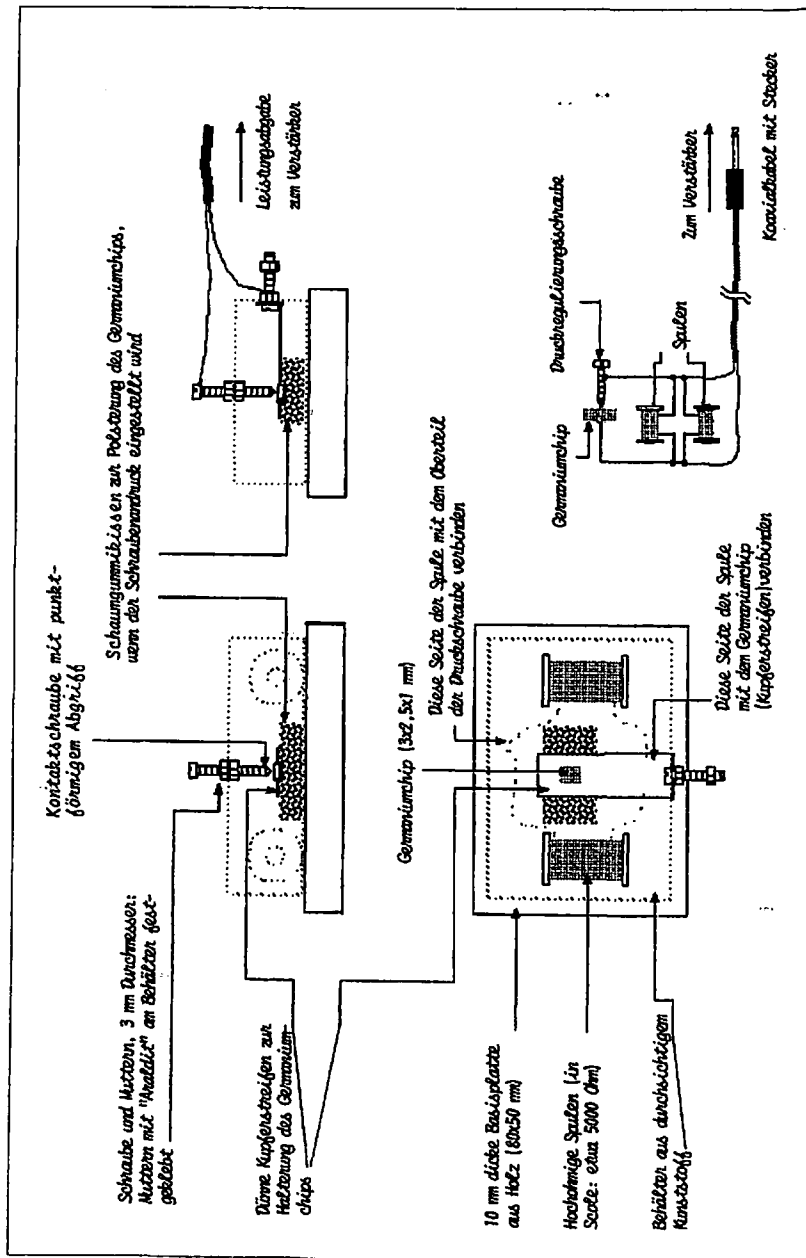 Kontaktschraube mit punkt-
förmigem Abgriff
Schraube und Muttern, 3 mm Durchmesser:
Muttern mit "Araldit" an Behälter fest-
geklebt
Dünne Kupferstreifen zur
Halterung des Germanium-
chips
Schaumgummikissen zur Polsterung des Germaniumchips,
wenn der Schraubenandruck eingestellt wird
Leistungsabgabe
zum Verstärker
10 mm dicke Basisplatte
aus Holz (80x50 mm)
Hochohmige Spulen (in
Scole: etwa 5000 Ohm)
Behälter aus durchsichtigem
Kunststoff
Germaniumchip (3x2,5x1 mm)
Diese Seite der Spule mit dem Oberteil
der Druckschraube verbinden
Diese Seite der Spule
mit dem Germaniumchip
(Kupferstreifen) verbinden
Germaniumchip
Druckregulierungsschraube
Spulen
Zum Verstärker
Koaxialkabel mit Stecker